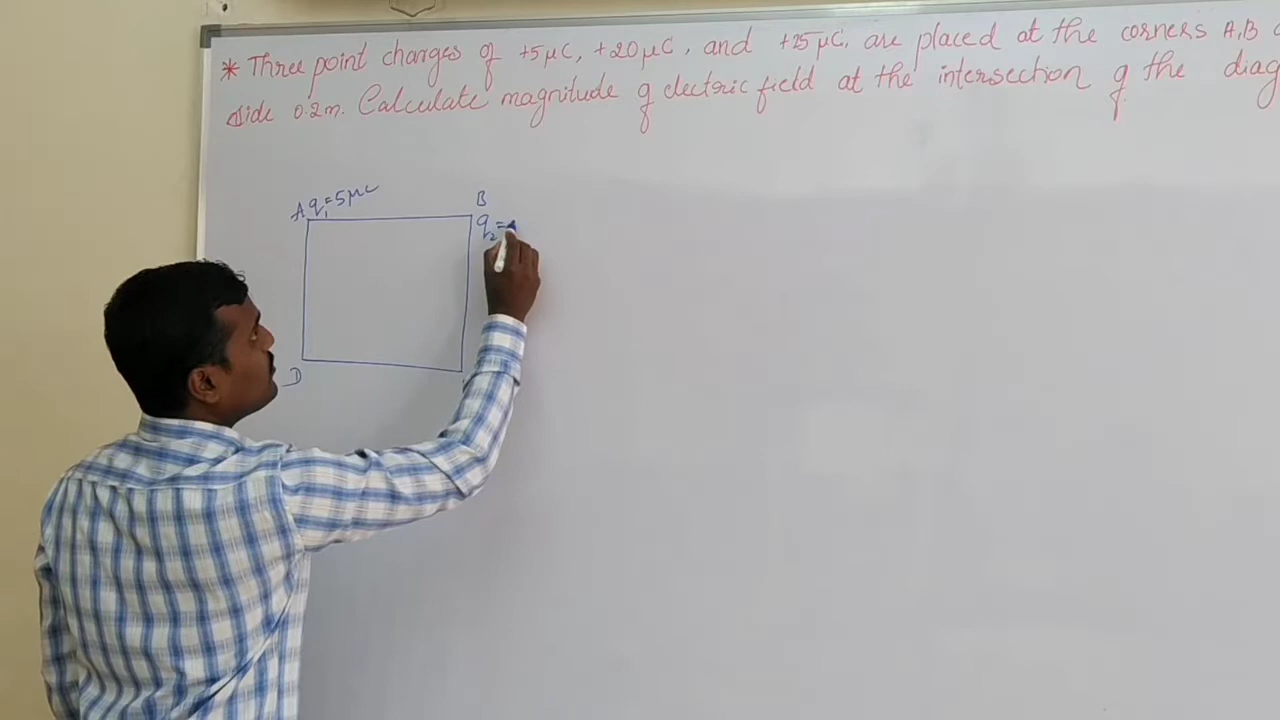 * Three point charges of +5μC, +20μC, and +25μC. are placed at the corners A,B
side 0.2m. Calculate magnitude of electric field at the intersection of the diag
A q₁=5μC
B
q₂=
D